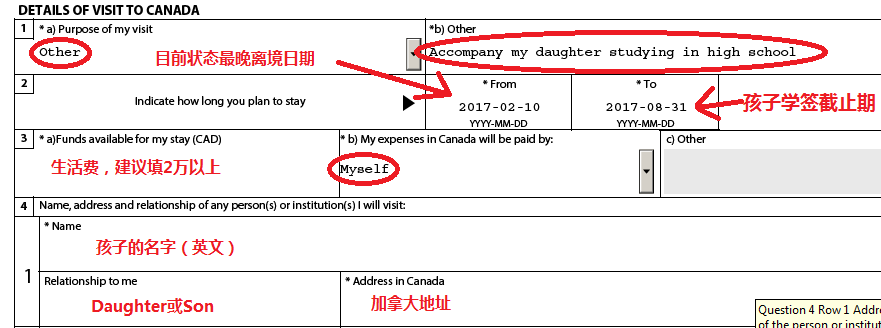 DETAILS OF VISIT TO CANADA
1 * a) Purpose of my visit
Other
*b) Other
Accompany my daughter studying in high school
目前状态最晚离境日期
2
Indicate how long you plan to stay
* From
2017-02-10
YYYY-MM-DD
* To
2017-08-31
YYYY-MM-DD
孩子学签截止期
3 * a)Funds available for my stay (CAD)
生活费，建议填2万以上
* b) My expenses in Canada will be paid by:
Myself
c) Other
4 Name, address and relationship of any person(s) or institution(s) I will visit:
1
* Name
孩子的名字（英文）
Relationship to me
Daughter或Son
* Address in Canada
加拿大地址
Question 4 Row 1 Addr
of the person or institut